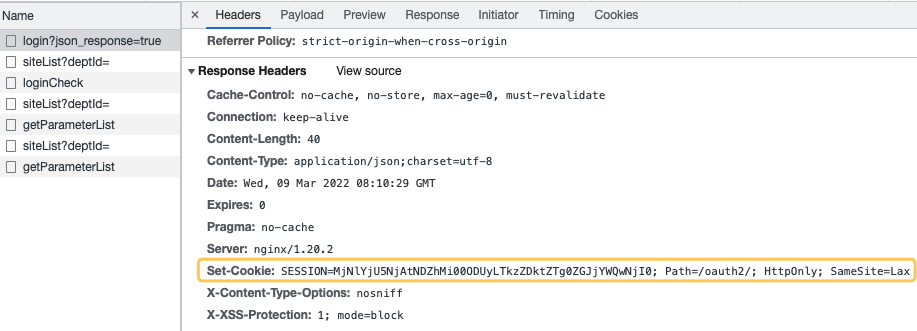 Name
× Headers Payload Preview Response Initiator Timing Cookies
login?json_response=true
siteList?deptId=
loginCheck
siteList?deptId=
getParameterList
siteList?deptId=
getParameterList
Referrer Policy: strict-origin-when-cross-origin
Response Headers View source
Cache-Control: no-cache, no-store, max-age=0, must-revalidate
Connection: keep-alive
Content-Length: 40
Content-Type: application/json;charset=utf-8
Date: Wed, 09 Mar 2022 08:10:29 GMT
Expires: 0
Pragma: no-cache
Server: nginx/1.20.2
Set-Cookie: SESSION=MjNlYjU5NjAtNDZhMi00ODUyLTkzZDktZTg0ZGJjYWQwNjI0; Path=/oauth2/; HttpOnly; SameSite=Lax
X-Content-Type-Options: nosniff
X-XSS-Protection: 1; mode=block